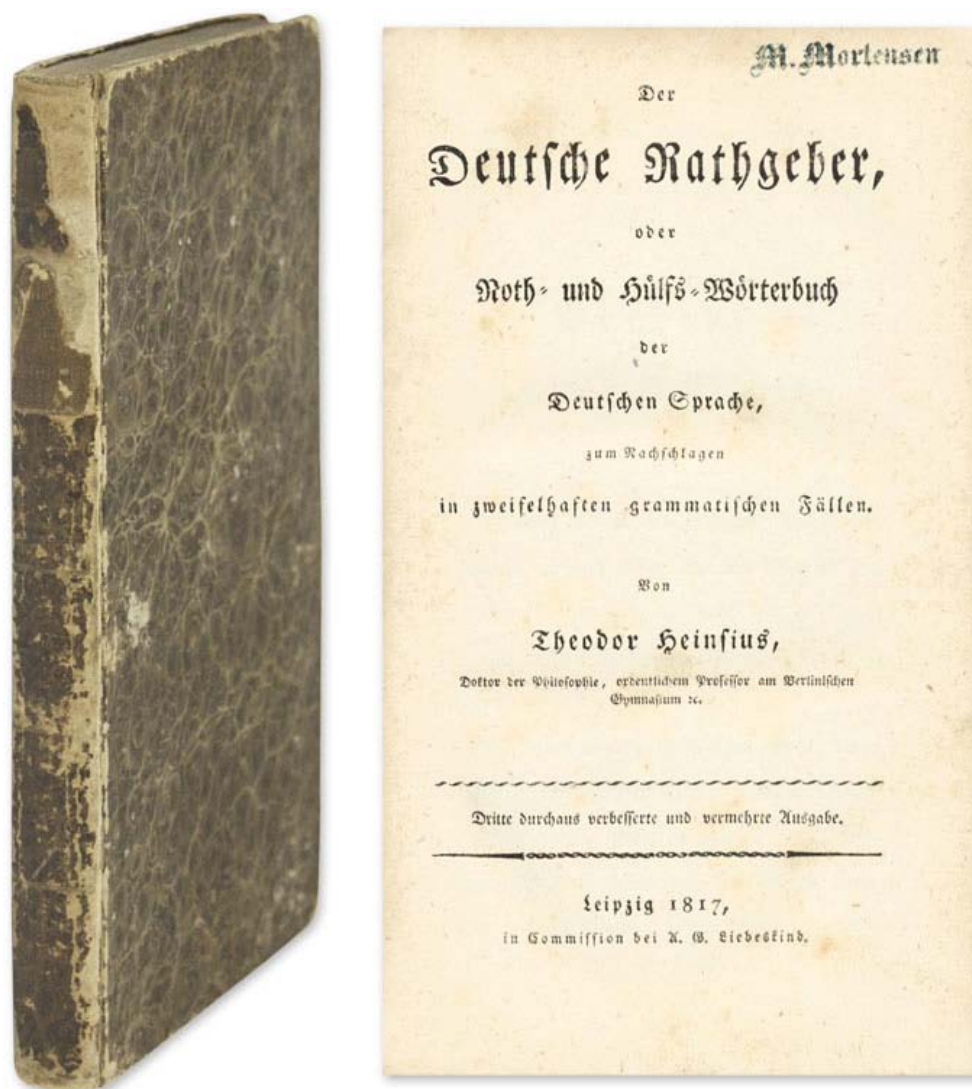 M. Mortensen
Der
Deutſche Rathgeber,
oder
Noth- und Hülfs-Wörterbuch
der
Deutſchen Sprache,
zum Nachſchlagen
in zweifelhaften grammatiſchen Fällen.
Von
Theodor Heinſius,
Doktor der Philoſophie, ordentlichem Profeſſor am Berliniſchen
Gymnaſium ꝛc.
Dritte durchaus verbeſſerte und vermehrte Ausgabe.
Leipzig 1817,
in Commiſſion bei A. G. Liebeskind.